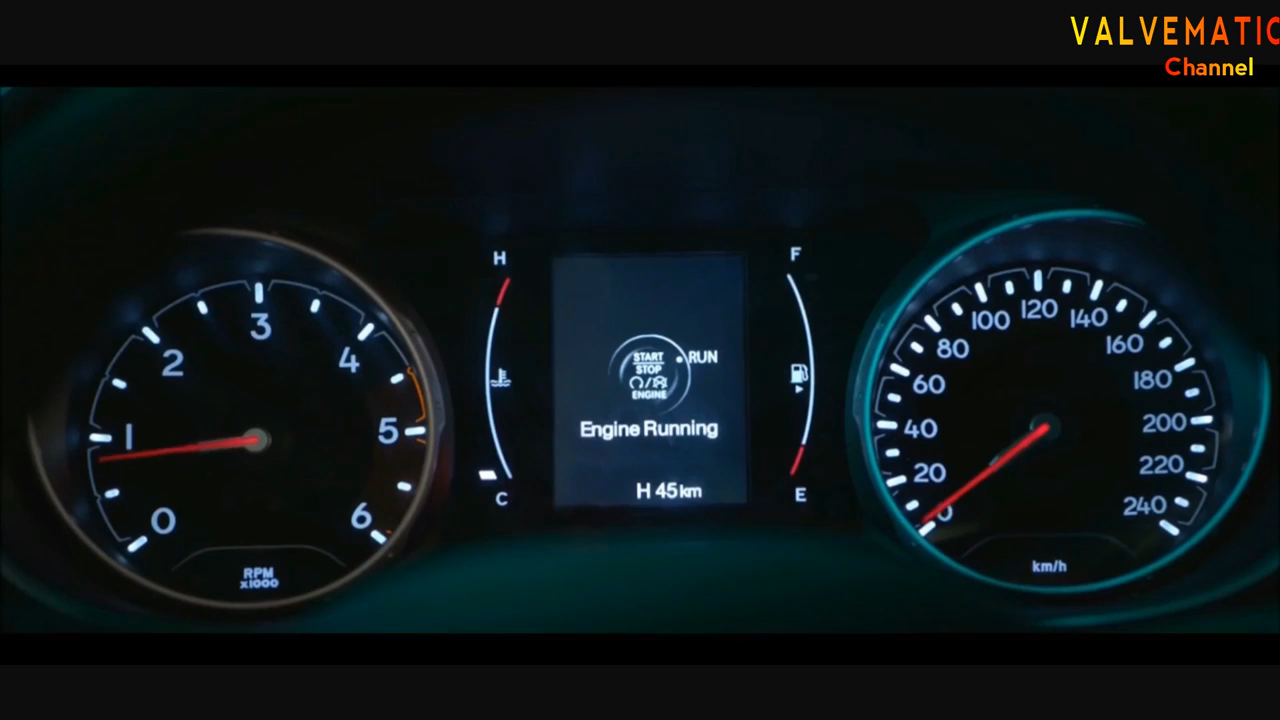 VALVEMATIC
Channel
H
F
0
1
2
3
4
5
6
RPM
x1000
START
STOP
ENGINE
RUN
Engine Running
H 45 km
C
E
0
20
40
60
80
100
120
140
160
180
200
220
240
km/h